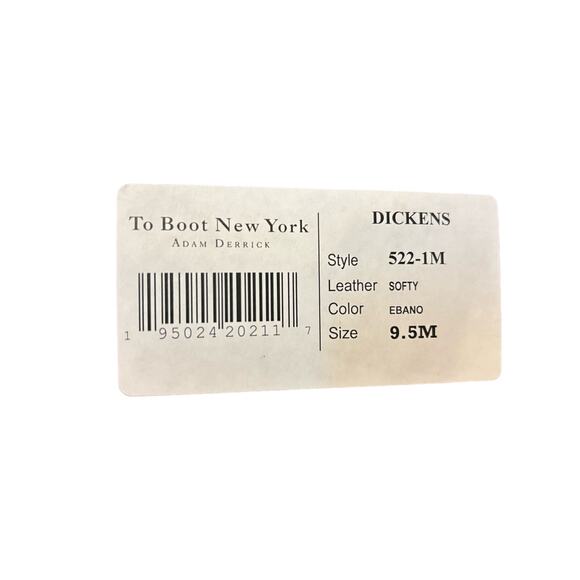 To Boot New York
ADAM DERRICK
1 95024 20211 7
DICKENS
Style 522-1M
Leather SOFTY
Color EBANO
Size 9.5M